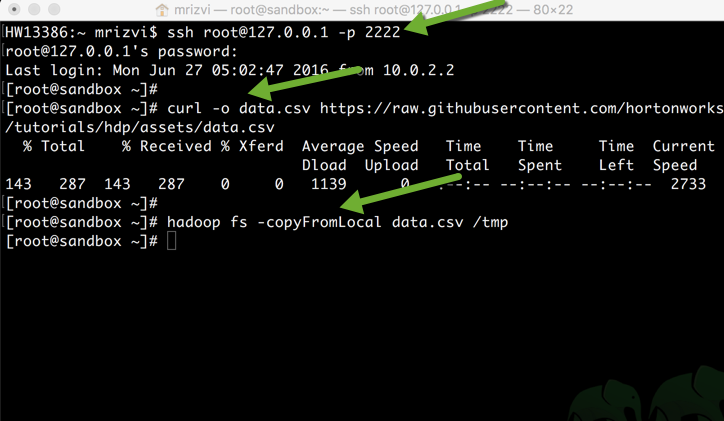 mrizvi — root@sandbox:~ — ssh root@127.0.0.1 -p 2222 — 80×22
HW13386:~ mrizvi$ ssh root@127.0.0.1 -p 2222
root@127.0.0.1's password:
Last login: Mon Jun 27 05:02:47 2016 from 10.0.2.2
[root@sandbox ~]#
[root@sandbox ~]# curl -o data.csv https://raw.githubusercontent.com/hortonworks
/tutorials/hdp/assets/data.csv
% Total % Received % Xferd Average Speed Time Time Time Current
Dload Upload Total Spent Left Speed
143 287 143 287 0 0 1139 0 --:-- --:--:-- --:--:-- 2733
[root@sandbox ~]#
[root@sandbox ~]# hadoop fs -copyFromLocal data.csv /tmp
[root@sandbox ~]#